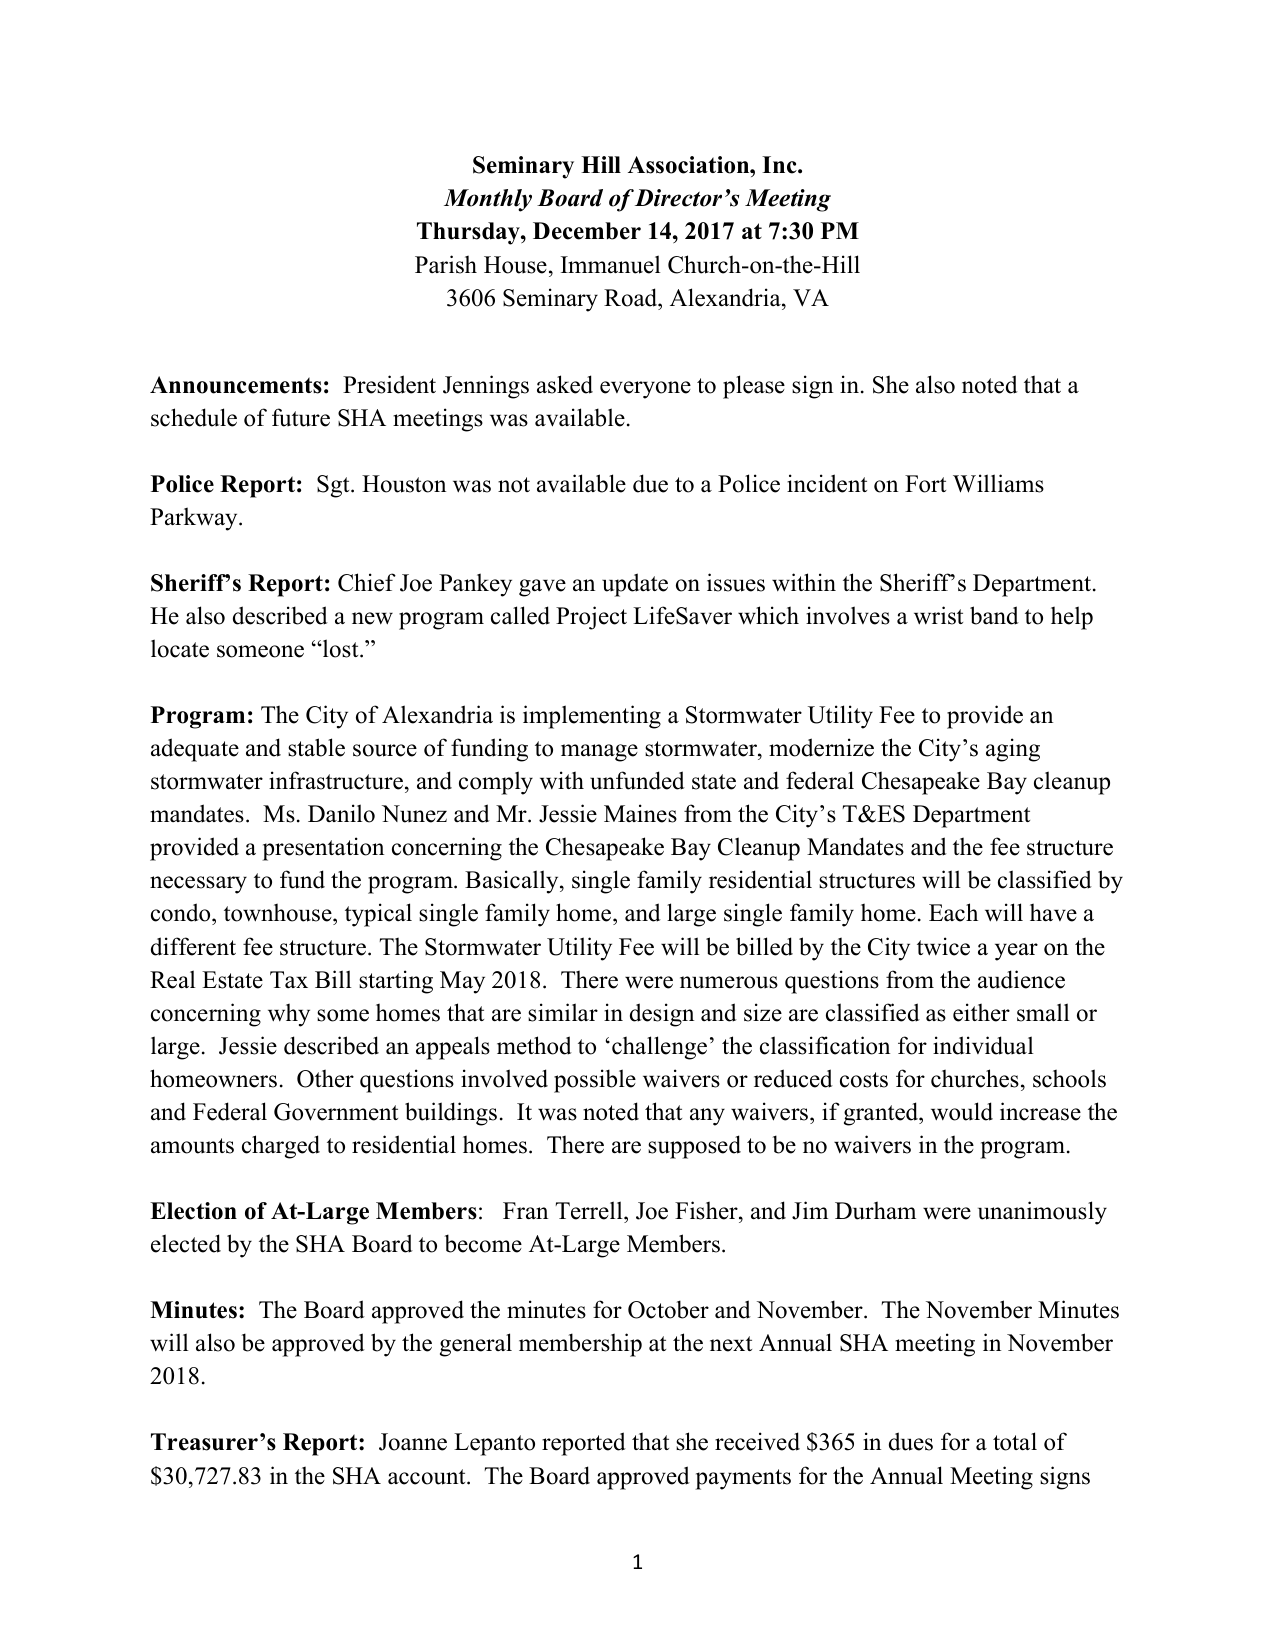 Seminary Hill Association, Inc.
Monthly Board of Director’s Meeting
Thursday, December 14, 2017 at 7:30 PM
Parish House, Immanuel Church-on-the-Hill
3606 Seminary Road, Alexandria, VA
Announcements:  President Jennings asked everyone to please sign in. She also noted that a
schedule of future SHA meetings was available.
Police Report:  Sgt. Houston was not available due to a Police incident on Fort Williams
Parkway.
Sheriff’s Report: Chief Joe Pankey gave an update on issues within the Sheriff’s Department.
He also described a new program called Project LifeSaver which involves a wrist band to help
locate someone “lost.”
Program: The City of Alexandria is implementing a Stormwater Utility Fee to provide an
adequate and stable source of funding to manage stormwater, modernize the City’s aging
stormwater infrastructure, and comply with unfunded state and federal Chesapeake Bay cleanup
mandates.  Ms. Danilo Nunez and Mr. Jessie Maines from the City’s T&ES Department
provided a presentation concerning the Chesapeake Bay Cleanup Mandates and the fee structure
necessary to fund the program. Basically, single family residential structures will be classified by
condo, townhouse, typical single family home, and large single family home. Each will have a
different fee structure. The Stormwater Utility Fee will be billed by the City twice a year on the
Real Estate Tax Bill starting May 2018.  There were numerous questions from the audience
concerning why some homes that are similar in design and size are classified as either small or
large.  Jessie described an appeals method to ‘challenge’ the classification for individual
homeowners.  Other questions involved possible waivers or reduced costs for churches, schools
and Federal Government buildings.  It was noted that any waivers, if granted, would increase the
amounts charged to residential homes.  There are supposed to be no waivers in the program.
Election of At-Large Members:   Fran Terrell, Joe Fisher, and Jim Durham were unanimously
elected by the SHA Board to become At-Large Members.
Minutes:  The Board approved the minutes for October and November.  The November Minutes
will also be approved by the general membership at the next Annual SHA meeting in November
2018.
Treasurer’s Report:  Joanne Lepanto reported that she received $365 in dues for a total of
$30,727.83 in the SHA account.  The Board approved payments for the Annual Meeting signs
1